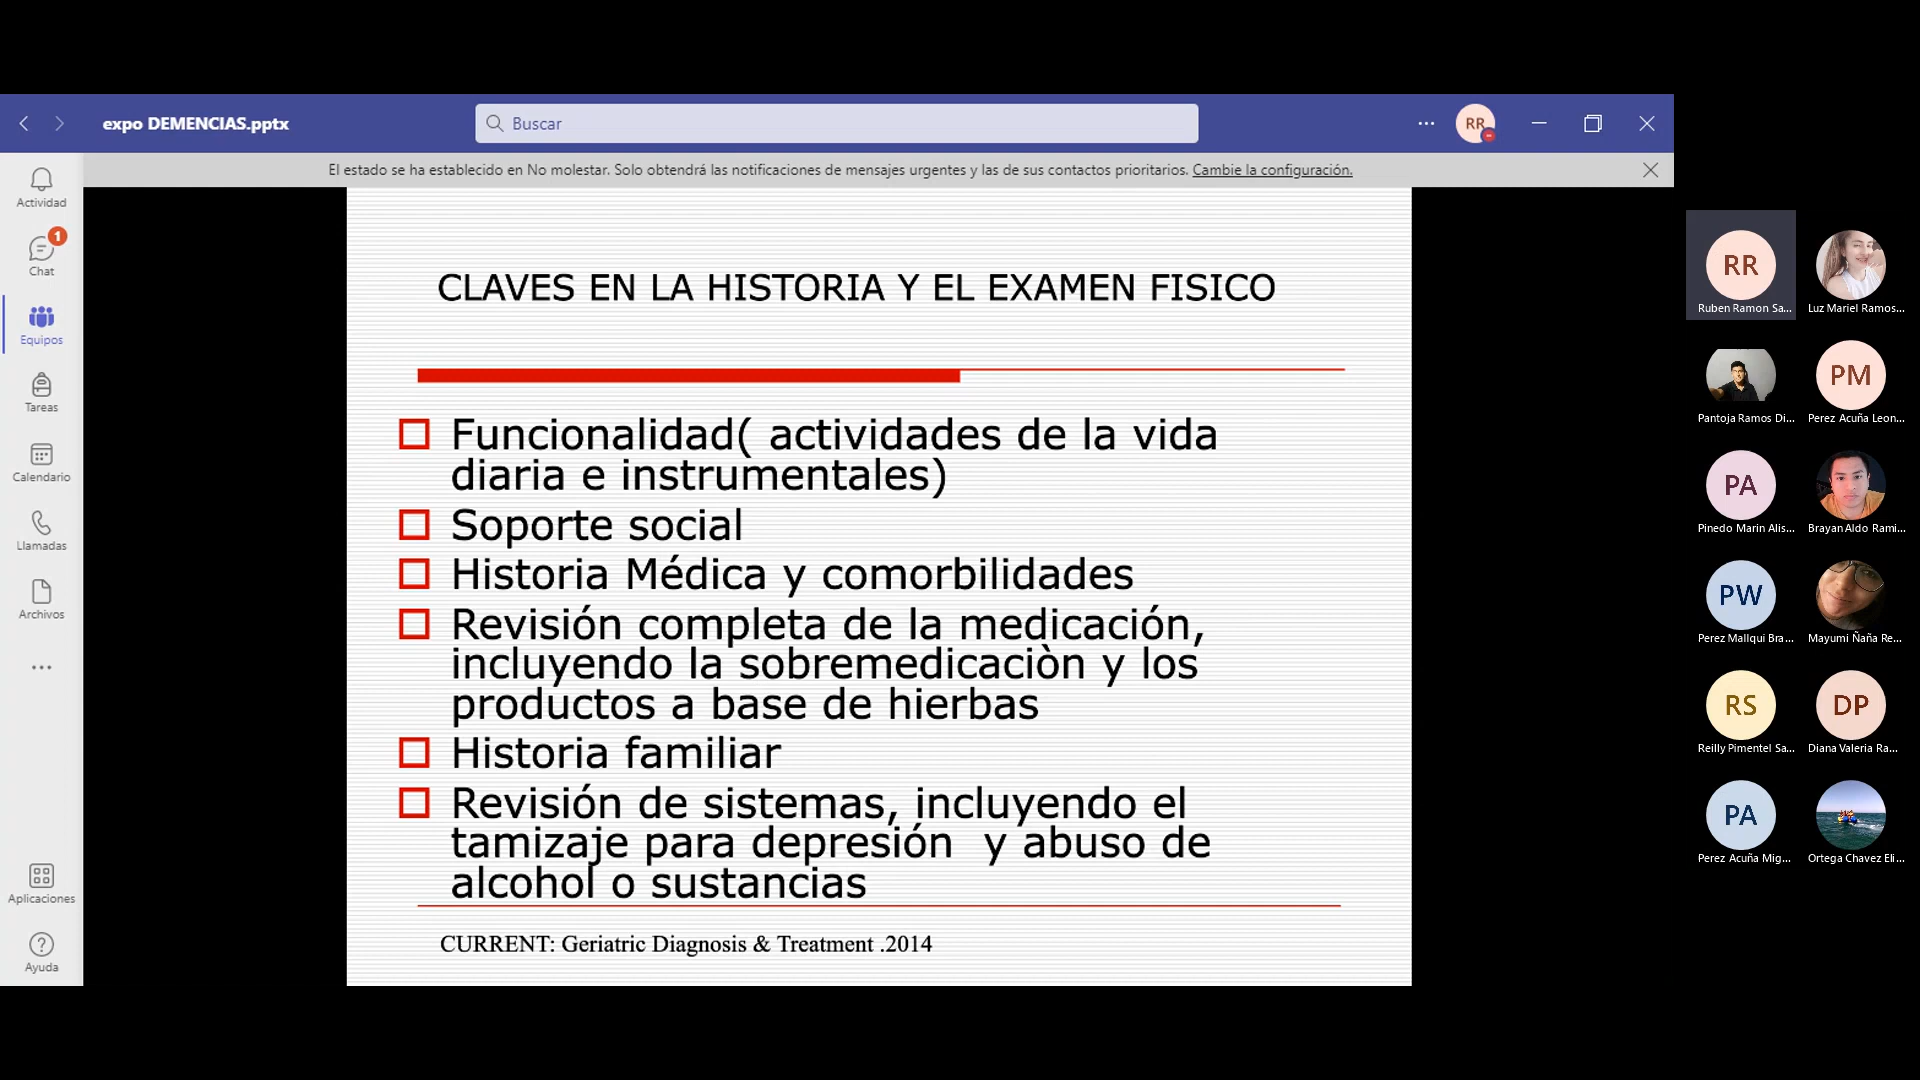 expo DEMENCIAS.pptx
Buscar
RR
El estado se ha establecido en No molestar. Solo obtendrá las notificaciones de mensajes urgentes y las de sus contactos prioritarios. Cambie la configuración.
Actividad
1
Chat
Equipos
Tareas
Calendario
Llamadas
Archivos
Aplicaciones
Ayuda
CLAVES EN LA HISTORIA Y EL EXAMEN FISICO
Funcionalidad( actividades de la vida
diaria e instrumentales)
Soporte social
Historia Médica y comorbilidades
Revisión completa de la medicación,
incluyendo la sobremedicaciòn y los
productos a base de hierbas
Historia familiar
Revisión de sistemas, incluyendo el
tamizaje para depresión  y abuso de
alcohol o sustancias
CURRENT: Geriatric Diagnosis & Treatment .2014
RR
Ruben Ramon Sa...
Luz Mariel Ramos...
Pantoja Ramos Di...
PM
Perez Acuña Leon...
PA
Pinedo Marin Alis...
Brayan Aldo Rami...
PW
Perez Mallqui Bra...
Mayumi Ñaña Re...
RS
Reilly Pimentel Sa...
DP
Diana Valeria Ra...
PA
Perez Acuña Mig...
Ortega Chavez Eli...